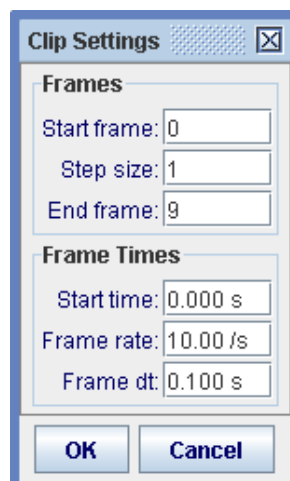 Clip Settings
Frames
Start frame: 0
Step size: 1
End frame: 9
Frame Times
Start time: 0.000 s
Frame rate: 10.00 /s
Frame dt: 0.100 s
OK Cancel